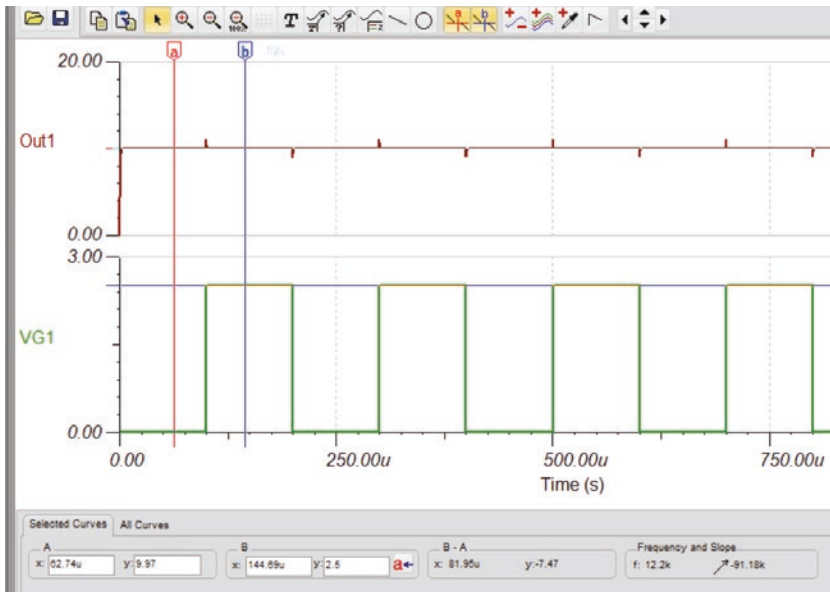 T
a b
a b
20.00
Out1
0.00
3.00
VG1
0.00
0.00 250.00u 500.00u 750.00u
Time (s)
Selected Curves All Curves
A B B - A Frequency and Slope
x: 62.74u y: 9.97 x: 144.69u y: 2.5 a x: 81.95u y:-7.47 f: 12.2k -91.18k